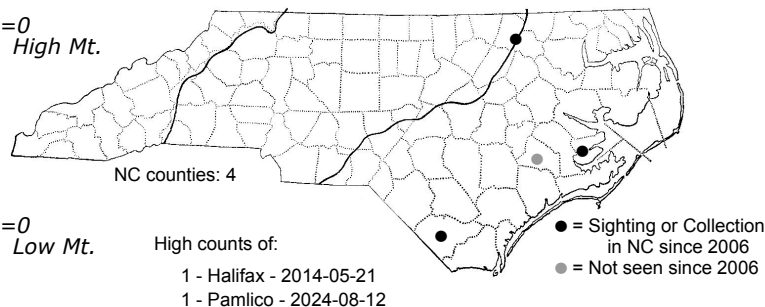 =0
High Mt.
NC counties: 4
=0
Low Mt.
High counts of:
1 - Halifax - 2014-05-21
1 - Pamlico - 2024-08-12
= Sighting or Collection
in NC since 2006
= Not seen since 2006